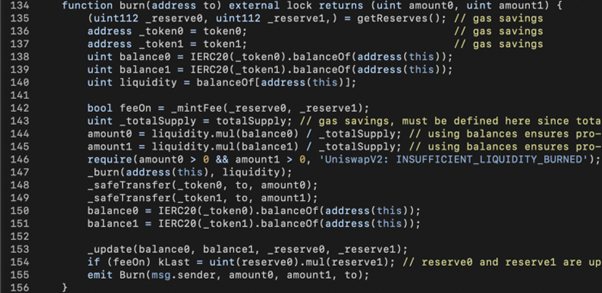 134 function burn(address to) external lock returns (uint amount0, uint amount1) {
135 (uint112 _reserve0, uint112 _reserve1,) = getReserves(); // gas savings
136 address _token0 = token0; // gas savings
137 address _token1 = token1; // gas savings
138 uint balance0 = IERC20(_token0).balanceOf(address(this));
139 uint balance1 = IERC20(_token1).balanceOf(address(this));
140 uint liquidity = balanceOf[address(this)];
141
142 bool feeOn = _mintFee(_reserve0, _reserve1);
143 uint _totalSupply = totalSupply; // gas savings, must be defined here since tota
144 amount0 = liquidity.mul(balance0) / _totalSupply; // using balances ensures pro-
145 amount1 = liquidity.mul(balance1) / _totalSupply; // using balances ensures pro-
146 require(amount0 > 0 && amount1 > 0, 'UniswapV2: INSUFFICIENT_LIQUIDITY_BURNED');
147 _burn(address(this), liquidity);
148 _safeTransfer(_token0, to, amount0);
149 _safeTransfer(_token1, to, amount1);
150 balance0 = IERC20(_token0).balanceOf(address(this));
151 balance1 = IERC20(_token1).balanceOf(address(this));
152
153 _update(balance0, balance1, _reserve0, _reserve1);
154 if (feeOn) kLast = uint(reserve0).mul(reserve1); // reserve0 and reserve1 are up
155 emit Burn(msg.sender, amount0, amount1, to);
156 }